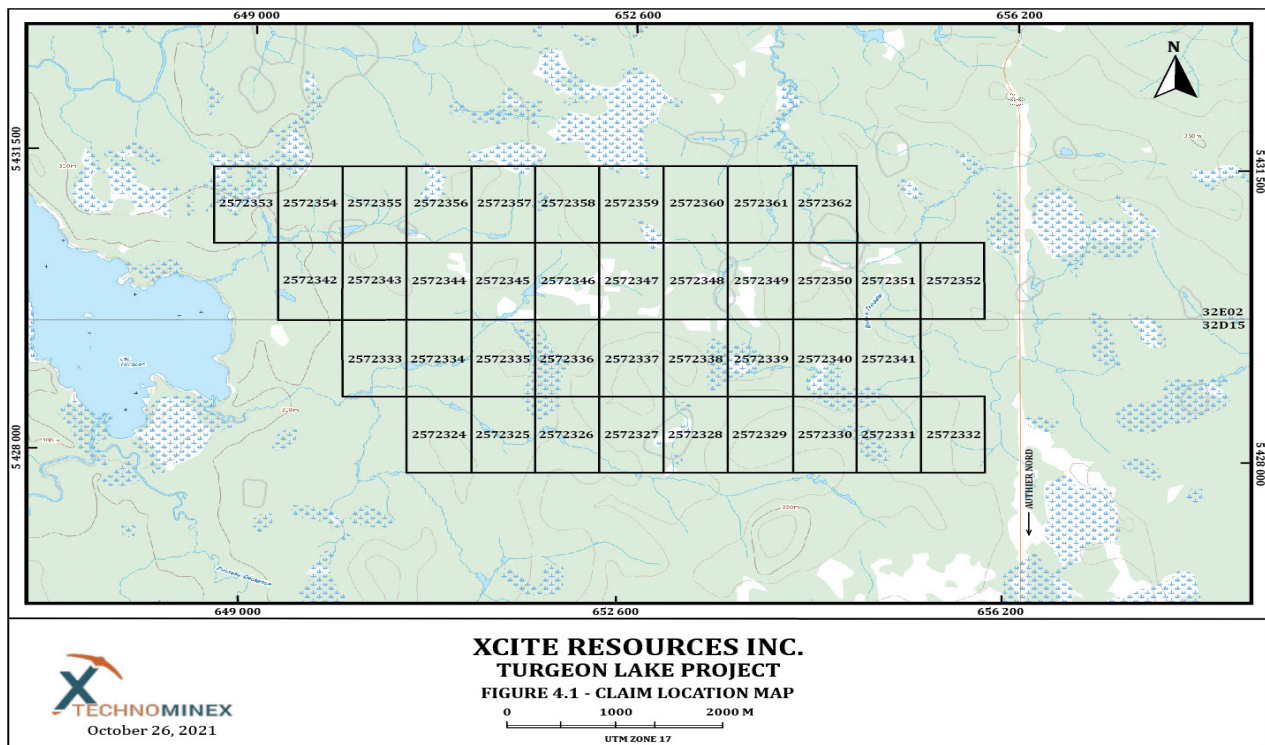 649 000 652 600 656 200
N
5 431 500
5 431 500
350m
320m
2572353 2572354 2572355 2572356 2572357 2572358 2572359 2572360 2572361 2572362
2572342 2572343 2572344 2572345 2572346 2572347 2572348 2572349 2572350 2572351 2572352
32E02
32D15
2572333 2572334 2572335 2572336 2572337 2572338 2572339 2572340 2572341
2572324 2572325 2572326 2572327 2572328 2572329 2572330 2572331 2572332
300 m
5 428 000
5 428 000
AUTHIER NORD
350m
649 000 652 600 656 200
XCITE RESOURCES INC.
TURGEON LAKE PROJECT
FIGURE 4.1 - CLAIM LOCATION MAP
0 1000 2000 M
UTM ZONE 17
X
TECHNOMINEX
October 26, 2021